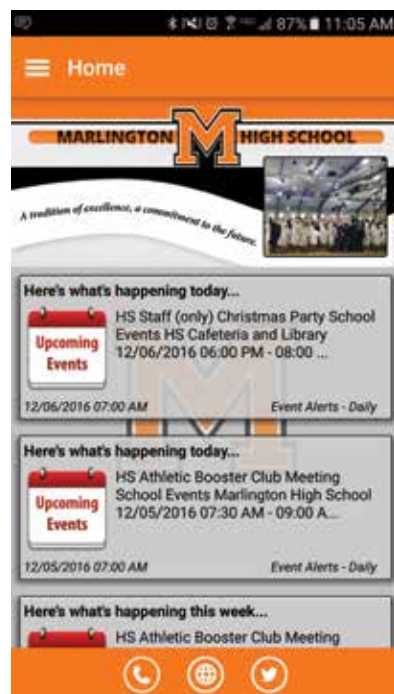 87% 11:05 AM
Home
MARLINGTON M HIGH SCHOOL
A tradition of excellence, a commitment to the future.
Here's what's happening today...
HS Staff (only) Christmas Party School
Events HS Cafeteria and Library
12/06/2016 06:00 PM - 08:00 ...
Upcoming
Events
12/06/2016 07:00 AM Event Alerts - Daily
Here's what's happening today...
HS Athletic Booster Club Meeting
School Events Marlington High School
12/05/2016 07:30 AM - 09:00 A...
Upcoming
Events
12/05/2016 07:00 AM Event Alerts - Daily
Here's what's happening this week...
HS Athletic Booster Club Meeting